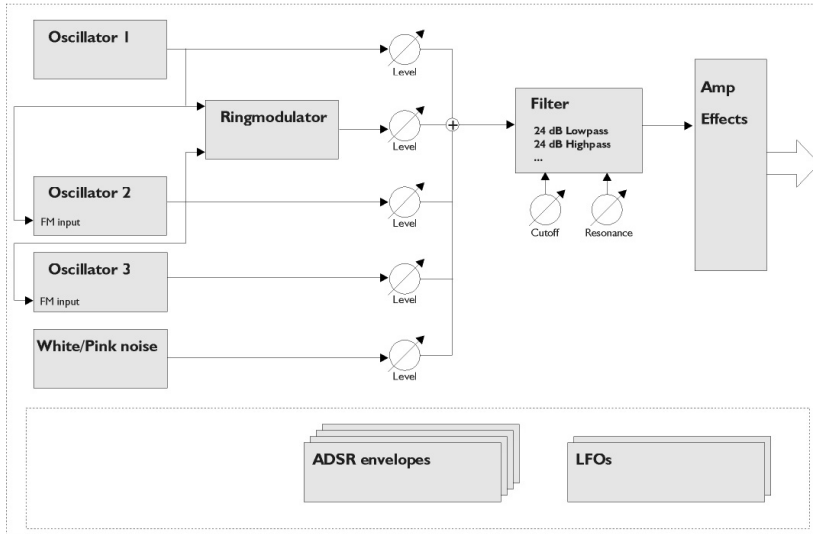 Oscillator 1
Level
Ringmodulator
Level
Filter
24 dB Lowpass
24 dB Highpass
...
Amp
Effects
Oscillator 2
FM input
Level
Cutoff
Resonance
Oscillator 3
FM input
Level
White/Pink noise
Level
ADSR envelopes
LFOs